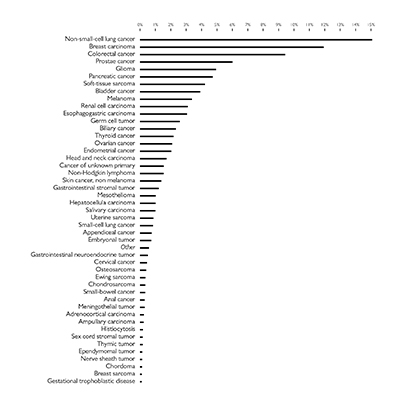 0% 1% 2% 3% 4% 5% 6% 7% 8% 9% 10% 11% 12% 13% 14% 15%
Non-small-cell lung cancer
Breast carcinoma
Colorectal cancer
Prostae cancer
Glioma
Pancreatic cancer
Soft-tissue sarcoma
Bladder cancer
Melanoma
Renal cell carcinoma
Esophagogastric carcinoma
Germ cell tumor
Biliary cancer
Thyroid cancer
Ovarian cancer
Endometrial cancer
Head and neck carcinoma
Cancer of unknown primary
Non-Hodgkin lymphoma
Skin cancer, non melanoma
Gastrointestinal stromal tumor
Mesothelioma
Hepatocellula carcinoma
Salivary carcinoma
Uterine sarcoma
Small-cell lung cancer
Appendiceal cancer
Embryonal tumor
Other
Gastrointestinal neuroendocrine tumor
Cervical cancer
Osteosarcoma
Ewing sarcoma
Chondrosarcoma
Small-bowel cancer
Anal cancer
Meningothelial tumor
Adrenocortical carcinoma
Ampullary carcinoma
Histiocytosis
Sex cord stromal tumor
Thymic tumor
Ependymomal tumor
Nerve sheath tumor
Chordoma
Breast sarcoma
Gestational trophoblastic disease